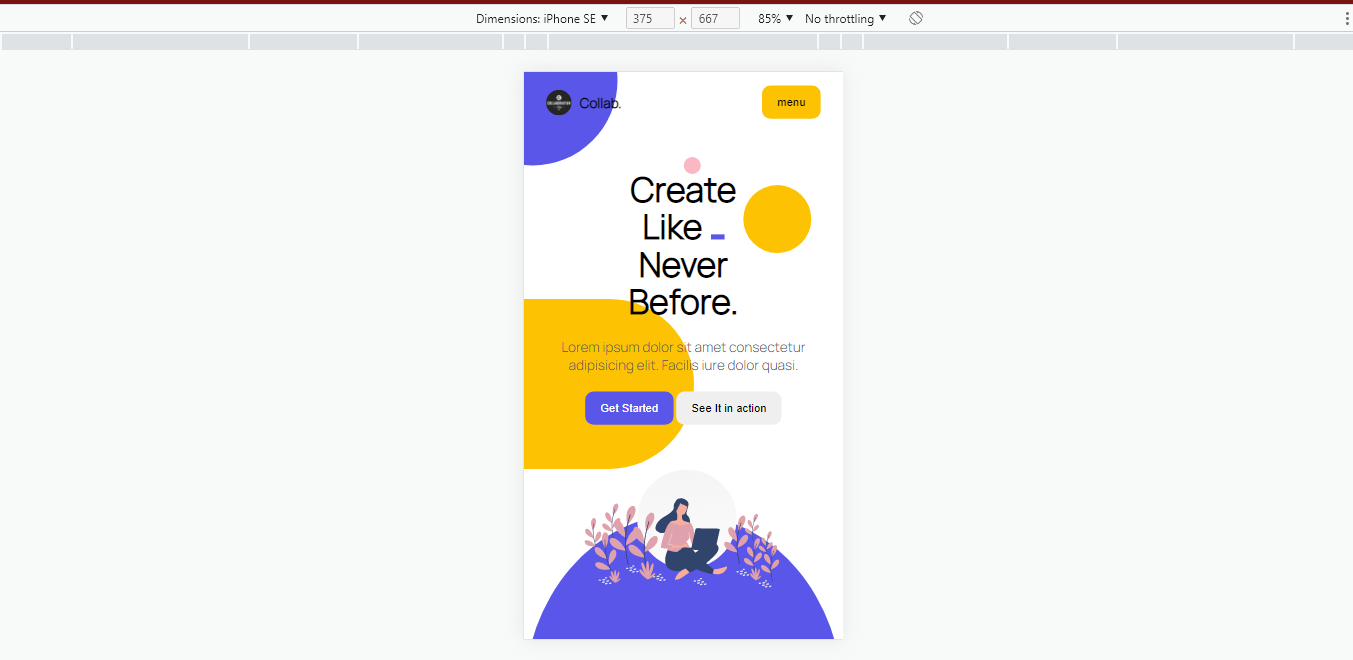 Dimensions: iPhone SE ▼ 375 × 667 85% ▼ No throttling ▼
Collab.
menu
Create
Like
Never
Before.
Lorem ipsum dolor sit amet consectetur
adipisicing elit. Facilis iure dolor quasi.
Get Started See It in action